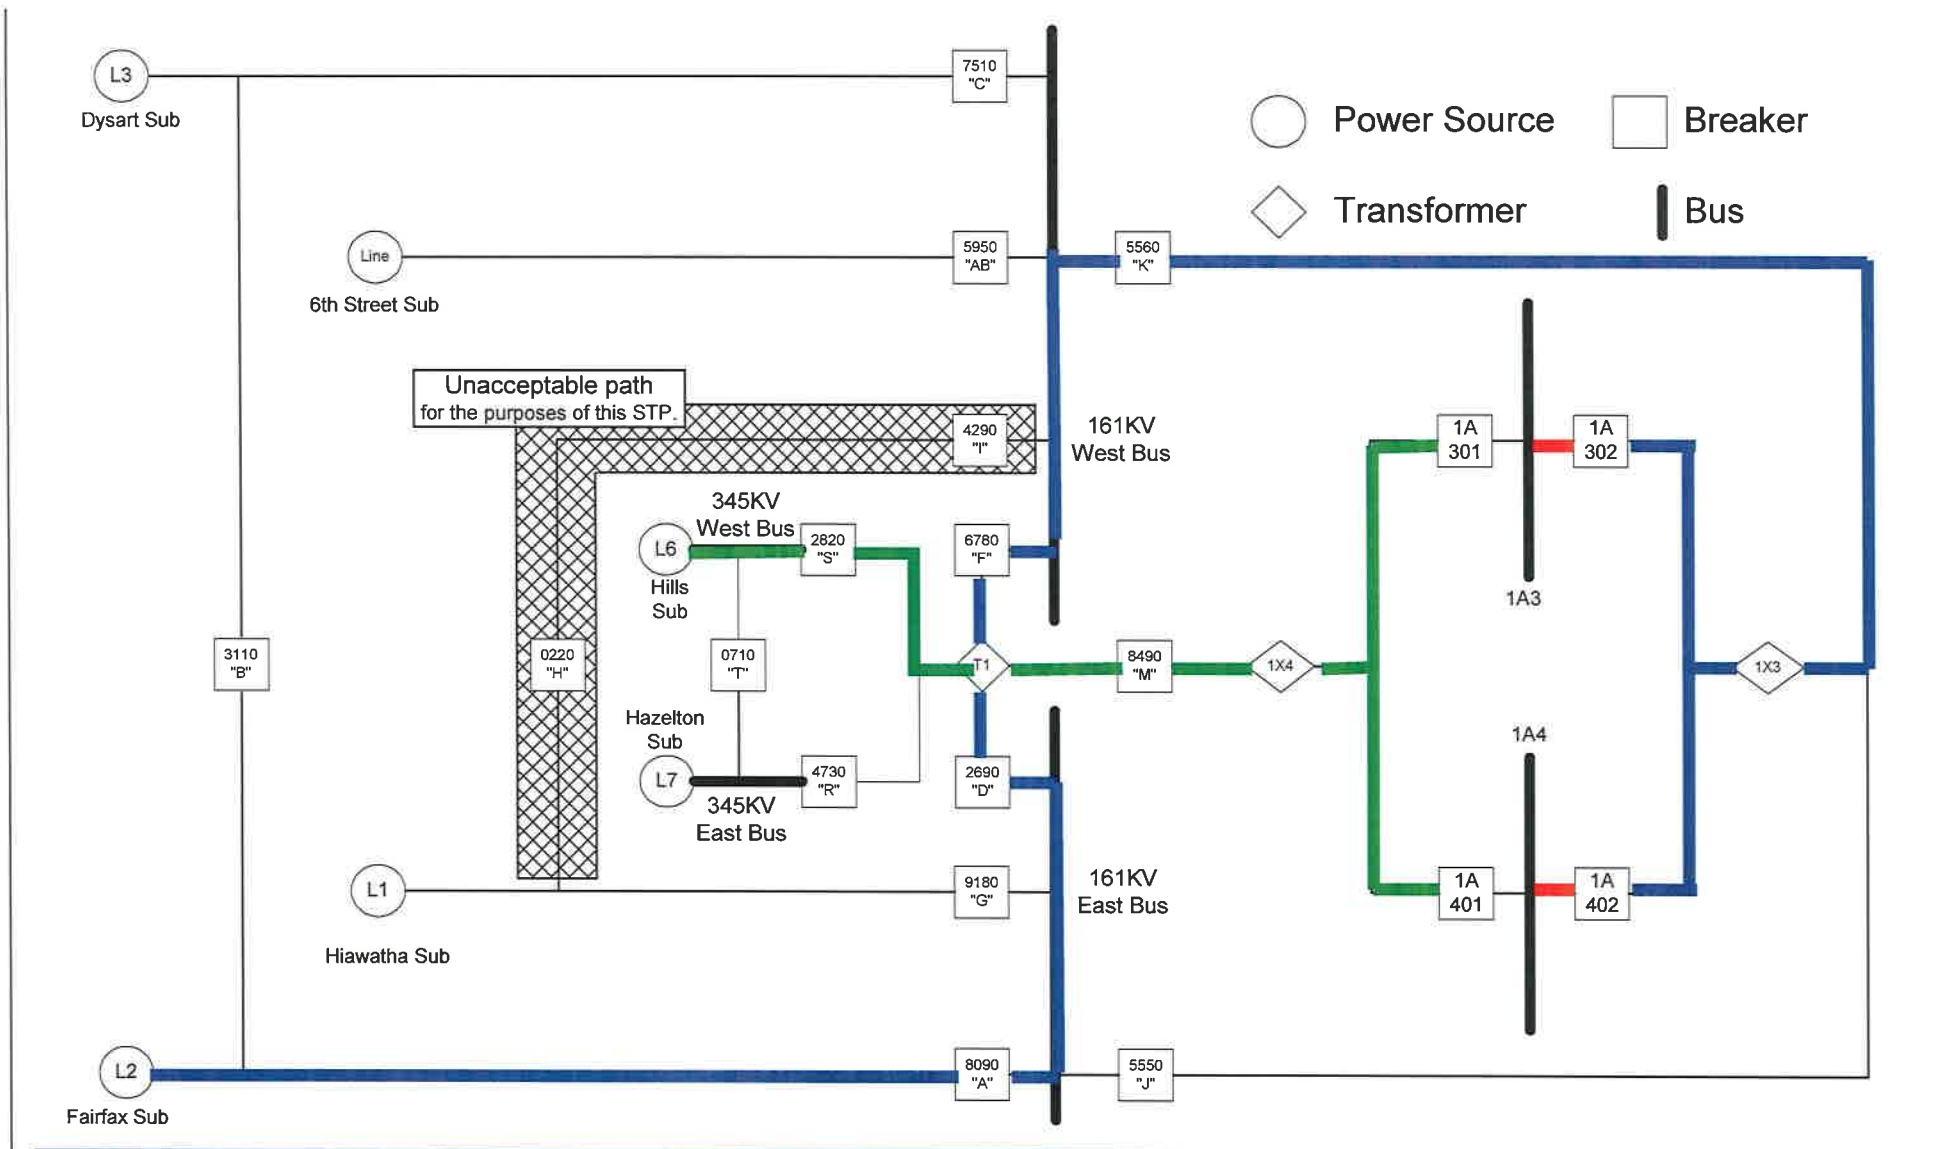 L3
Dysart Sub
7510
"C"
Power Source
Breaker
Transformer
Bus
Line
6th Street Sub
5950
"AB"
5560
"K"
Unacceptable path
for the purposes of this STP.
4290
"I"
161KV
West Bus
1A
301
1A
302
345KV
West Bus
L6
Hills
Sub
2820
"S"
6780
"F"
1A3
3110
"B"
0220
"H"
0710
"T"
T1
8490
"M"
1X4
1X3
Hazelton
Sub
L7
4730
"R"
345KV
East Bus
2690
"D"
1A4
L1
Hiawatha Sub
9180
"G"
161KV
East Bus
1A
401
1A
402
L2
Fairfax Sub
8090
"A"
5550
"J"